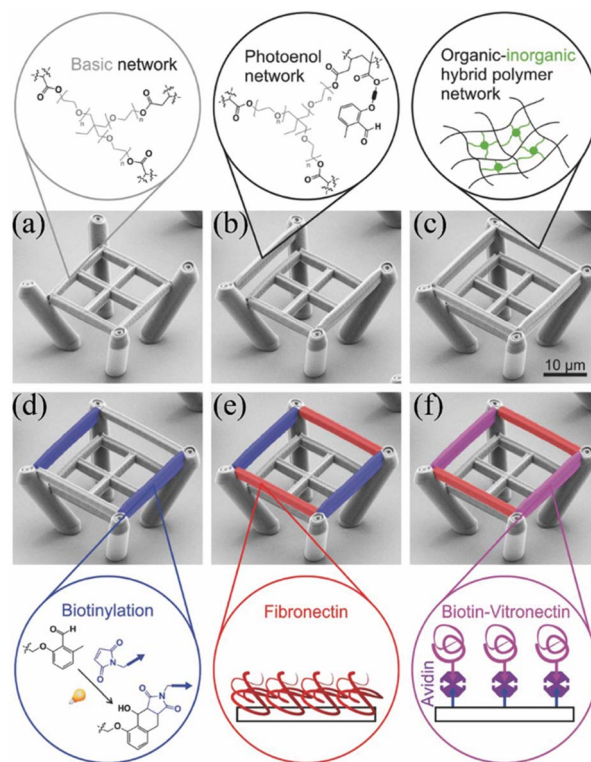 Basic network
Photoenol
network
Organic-inorganic
hybrid polymer
network
O
O
O
O
n
n
n
O
O
O
O
O
O
O
O
O
O
n
n
n
O
O
O
O
O
O
O
H
(a)
(b)
(c)
10 µm
(d)
(e)
(f)
Biotinylation
Fibronectin
Biotin-Vitronectin
O
H
O
O
N
O
O
N
O
HO
O
Avidin